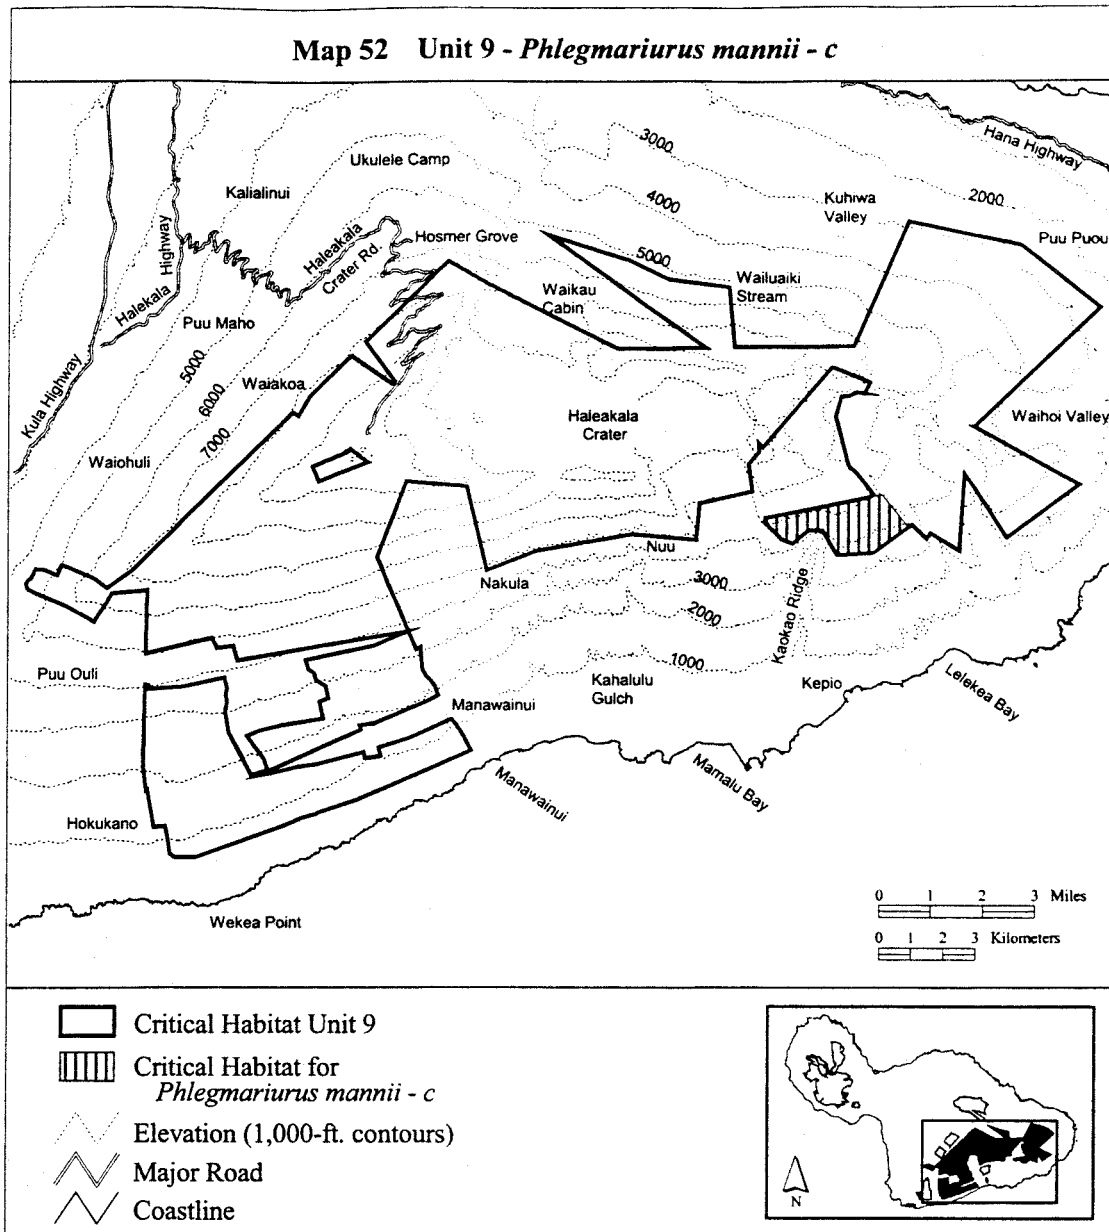 Map 52 Unit 9 - Phlegmariurus mannii - c
Hana Highway
3000
Ukulele Camp
2000
Kalialinui
4000
Kuhiwa
Valley
Highway
Haleakala
Crater Rd.
Hosmer Grove
Puu Puou
5000
Wailuaiki
Stream
Waikau
Cabin
Halekala
Puu Maho
Kula Highway
5000
6000
7000
Waiakoa
Haleakala
Crater
Waihoi Valley
Waiohuli
Nuu
Nakula
3000
2000
1000
Kaokao Ridge
Puu Ouli
Kahalulu
Gulch
Kepio
Lelekea Bay
Manawainui
Manawainui
Mamalu Bay
Hokukano
Wekea Point
0 1 2 3 Miles
0 1 2 3 Kilometers
Critical Habitat Unit 9
Critical Habitat for
Phlegmariurus mannii - c
Elevation (1,000-ft. contours)
Major Road
Coastline
N